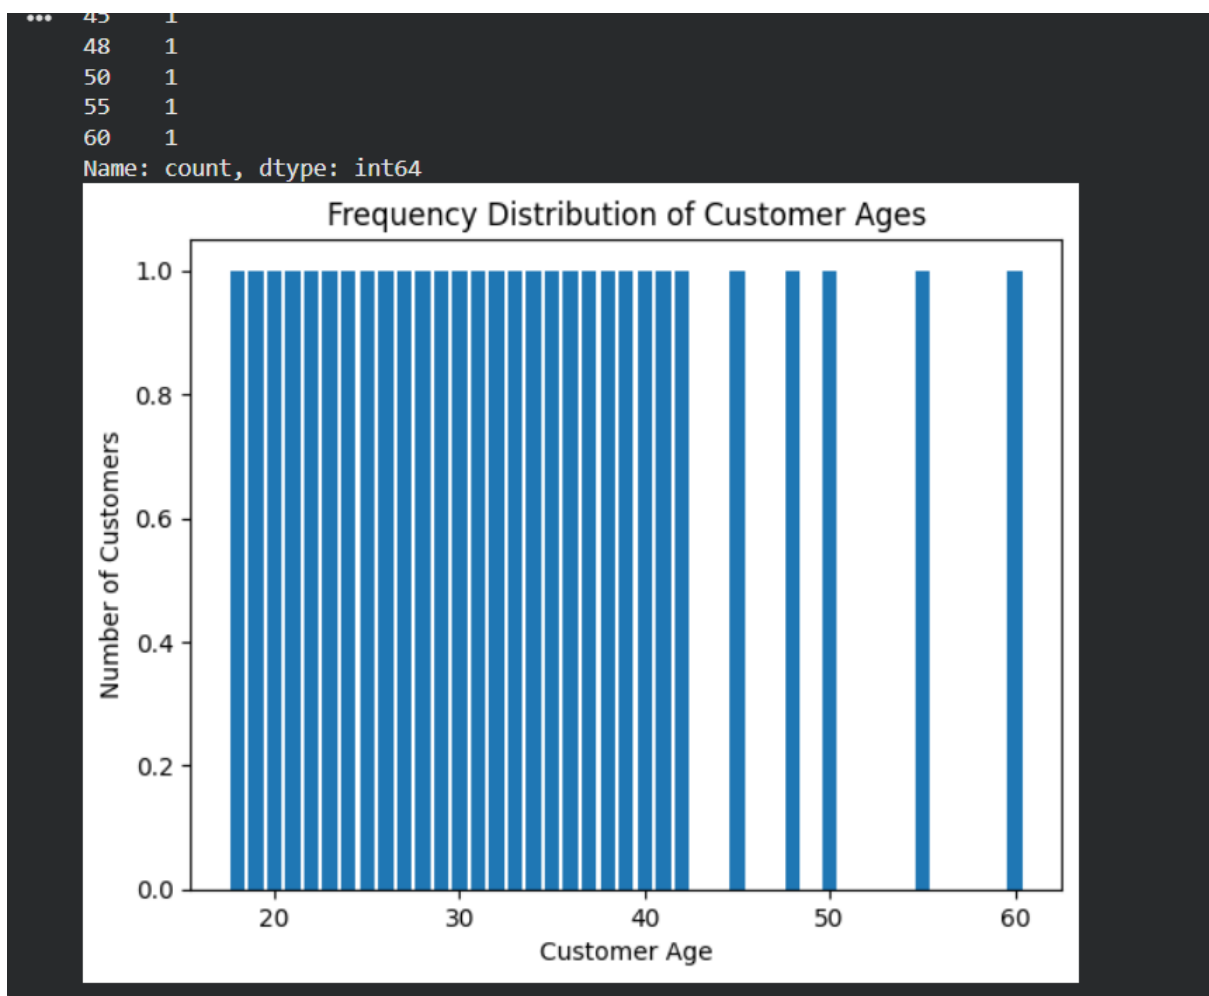 45 1
48 1
50 1
55 1
60 1
Name: count, dtype: int64
Frequency Distribution of Customer Ages
1.0
0.8
0.6
0.4
0.2
0.0
Number of Customers
20 30 40 50 60
Customer Age